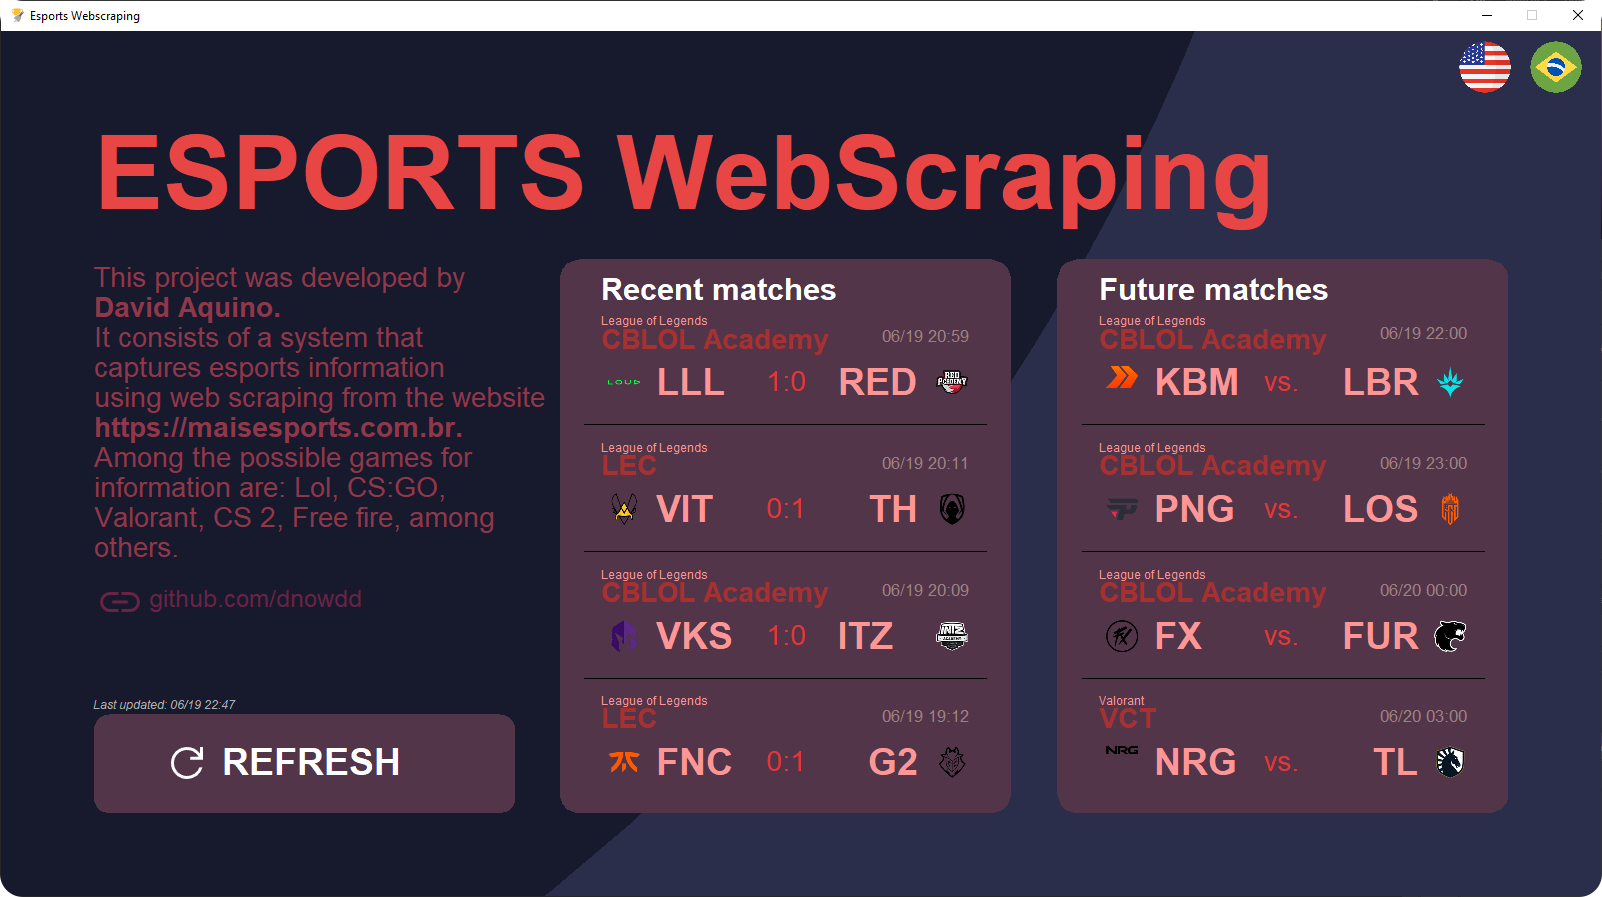 Esports Webscraping
ESPORTS WebScraping
This project was developed by
David Aquino.
It consists of a system that
captures esports information
using web scraping from the website
https://maisesports.com.br.
Among the possible games for
information are: Lol, CS:GO,
Valorant, CS 2, Free fire, among
others.
github.com/dnowdd
Last updated: 06/19 22:47
REFRESH
Recent matches
League of Legends
CBLOL Academy 06/19 20:59
LOUD LLL 1:0 RED RED ACADEMY
League of Legends
LEC 06/19 20:11
VIT 0:1 TH
League of Legends
CBLOL Academy 06/19 20:09
VKS 1:0 ITZ INTZ ACADEMY
League of Legends
LEC 06/19 19:12
FNC 0:1 G2
Future matches
League of Legends
CBLOL Academy 06/19 22:00
KBM vs. LBR
League of Legends
CBLOL Academy 06/19 23:00
PNG vs. LOS
League of Legends
CBLOL Academy 06/20 00:00
FX FX vs. FUR
Valorant
VCT 06/20 03:00
NRG NRG vs. TL